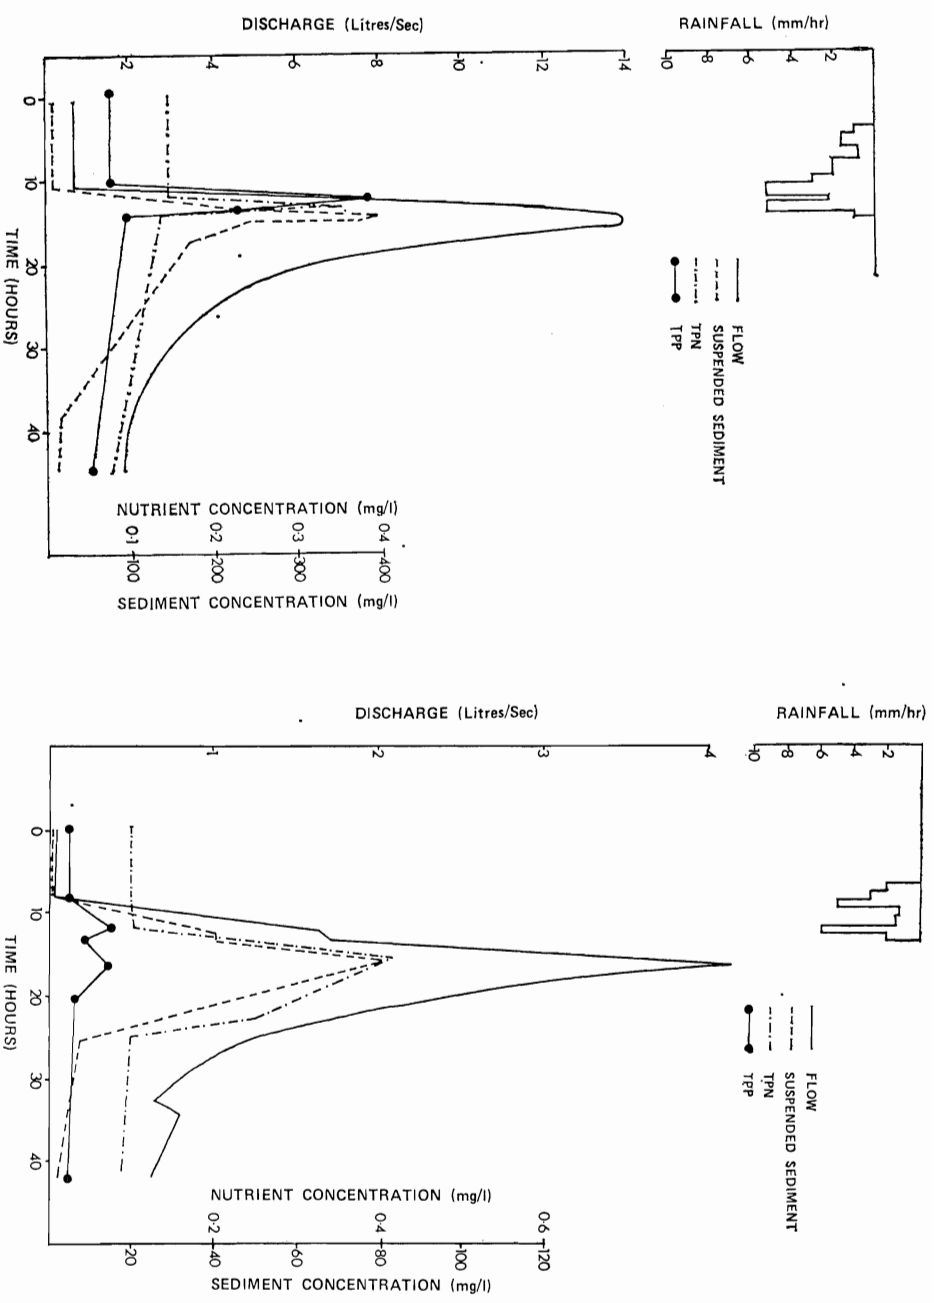 DISCHARGE (Litres/Sec)
RAINFALL (mm/hr)
2
4
6
8
10
12
14
10
8
6
4
2
0
10
20
30
40
TIME (HOURS)
FLOW
SUSPENDED SEDIMENT
TPN
TPP
NUTRIENT CONCENTRATION (mg/l)
0·1
0·2
0·3
0·4
100
200
300
400
SEDIMENT CONCENTRATION (mg/l)
DISCHARGE (Litres/Sec)
RAINFALL (mm/hr)
1
2
3
4
10
8
6
4
2
0
10
20
30
40
TIME (HOURS)
FLOW
SUSPENDED SEDIMENT
TPN
TPP
NUTRIENT CONCENTRATION (mg/l)
0·2
0·4
0·6
20
40
60
80
100
120
SEDIMENT CONCENTRATION (mg/l)